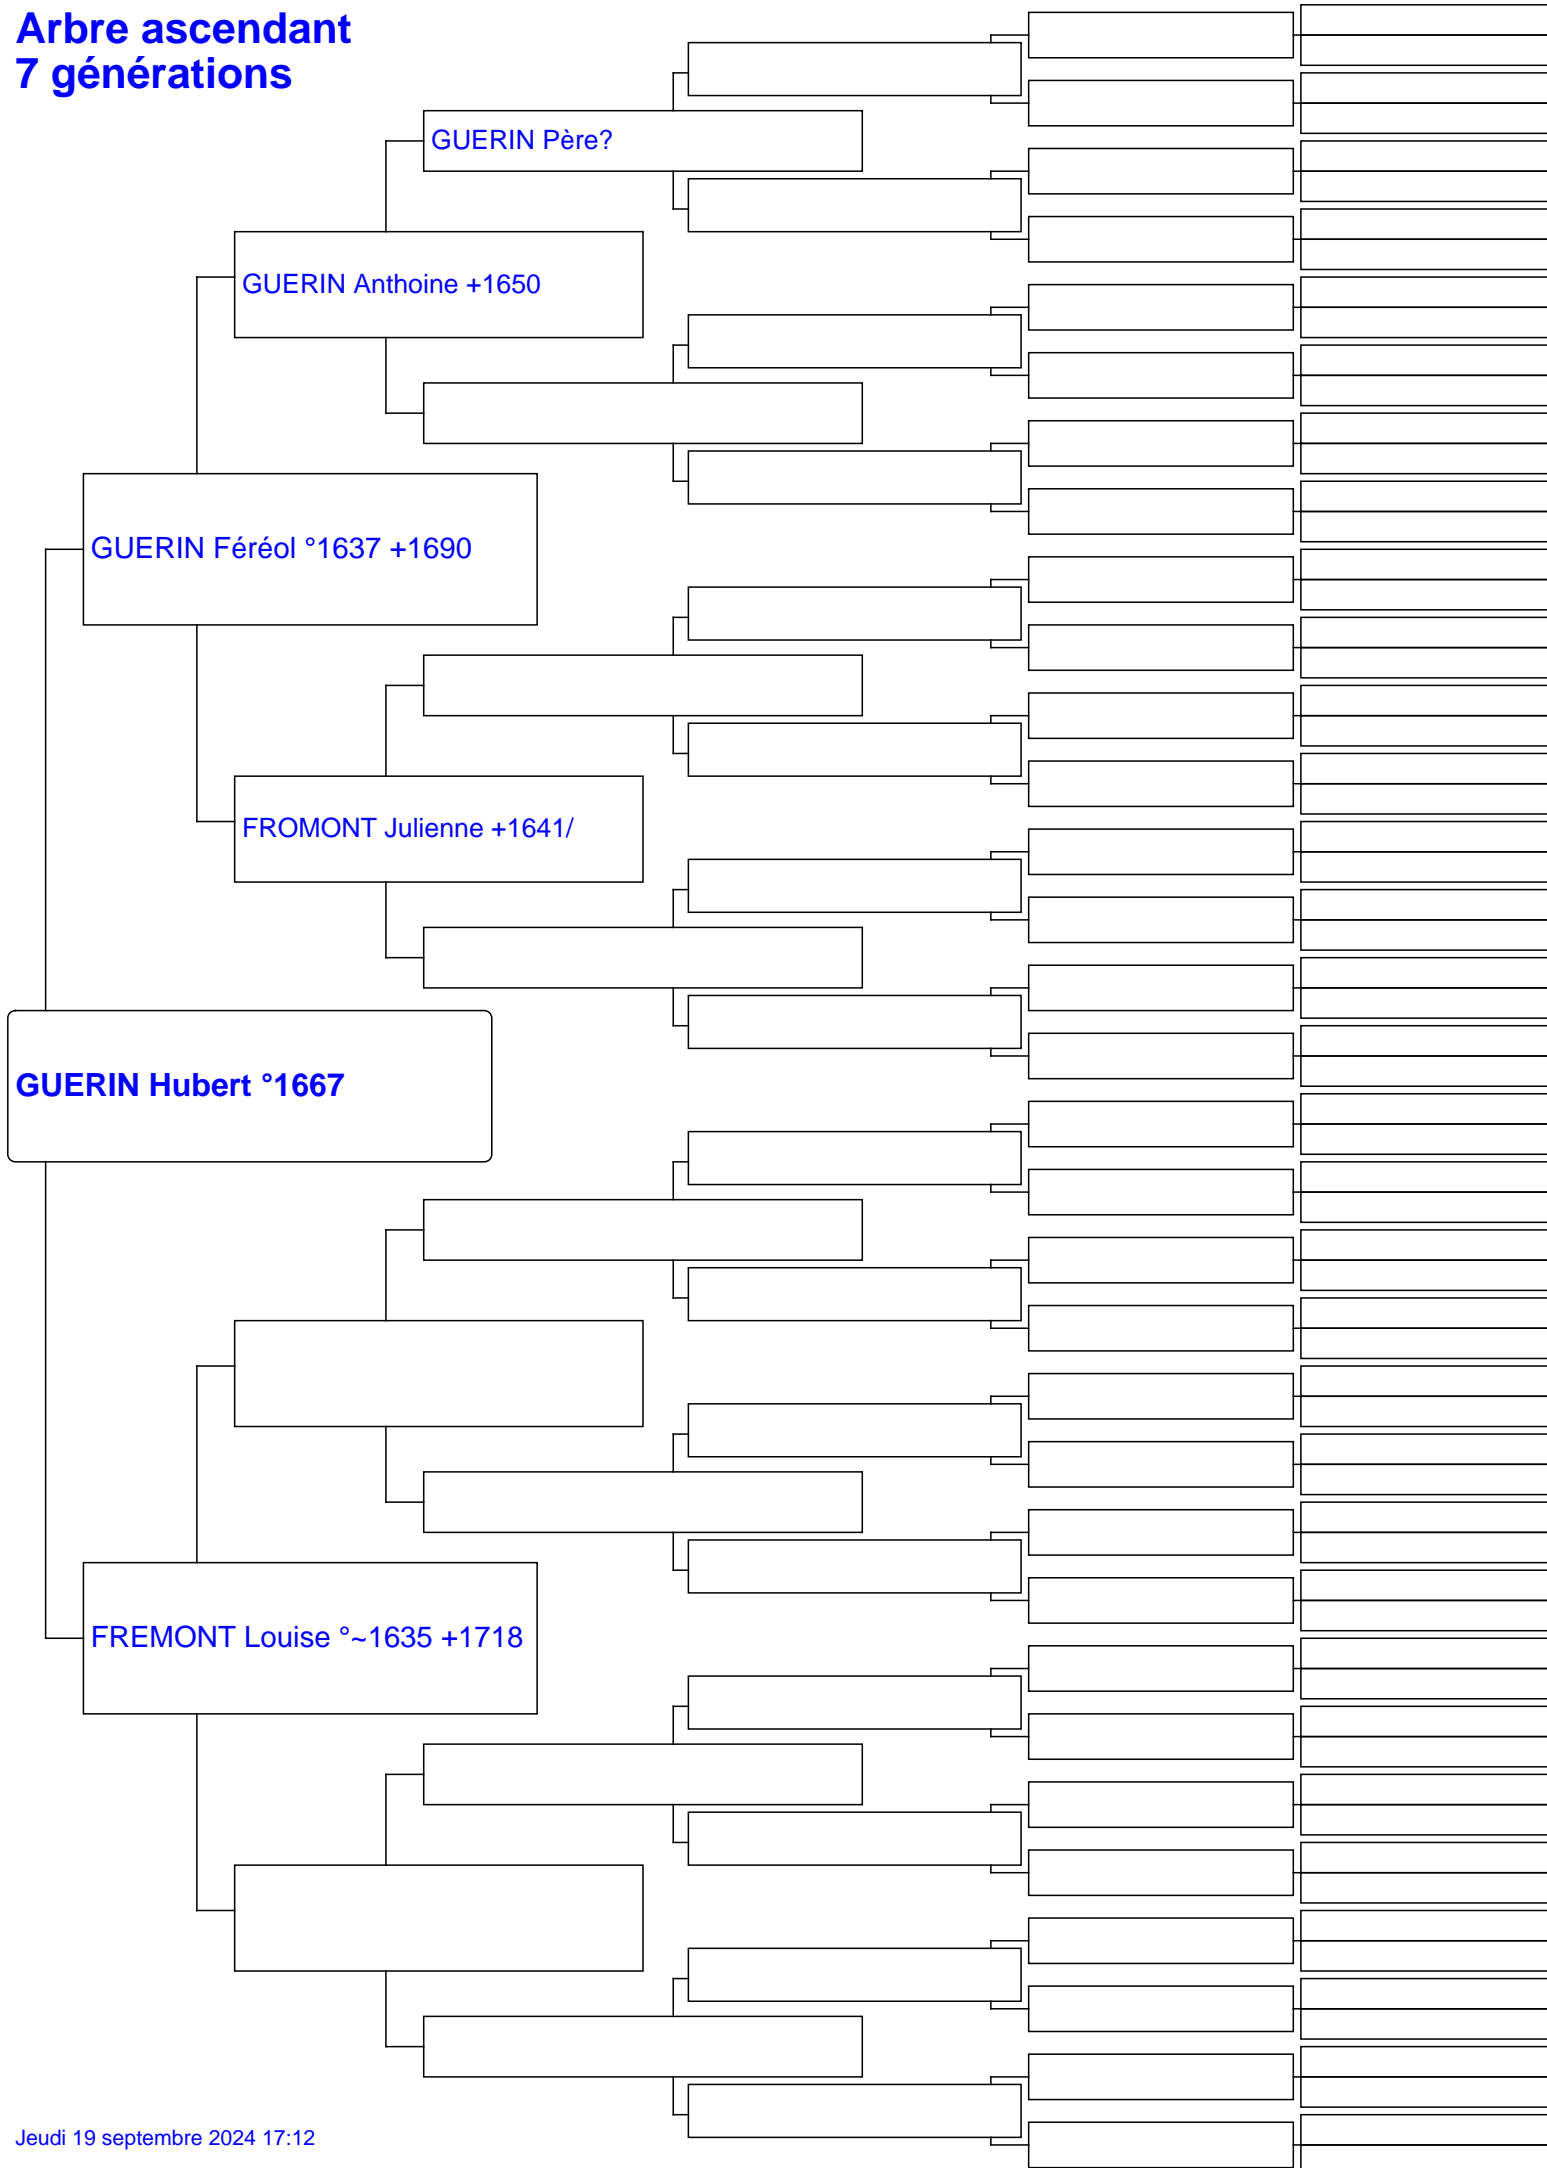 Arbre ascendant
7 générations
GUERIN Père?
GUERIN Anthoine +1650
GUERIN Féréol °1637 +1690
FROMONT Julienne +1641/
GUERIN Hubert °1667
FREMONT Louise °~1635 +1718
Jeudi 19 septembre 2024 17:12